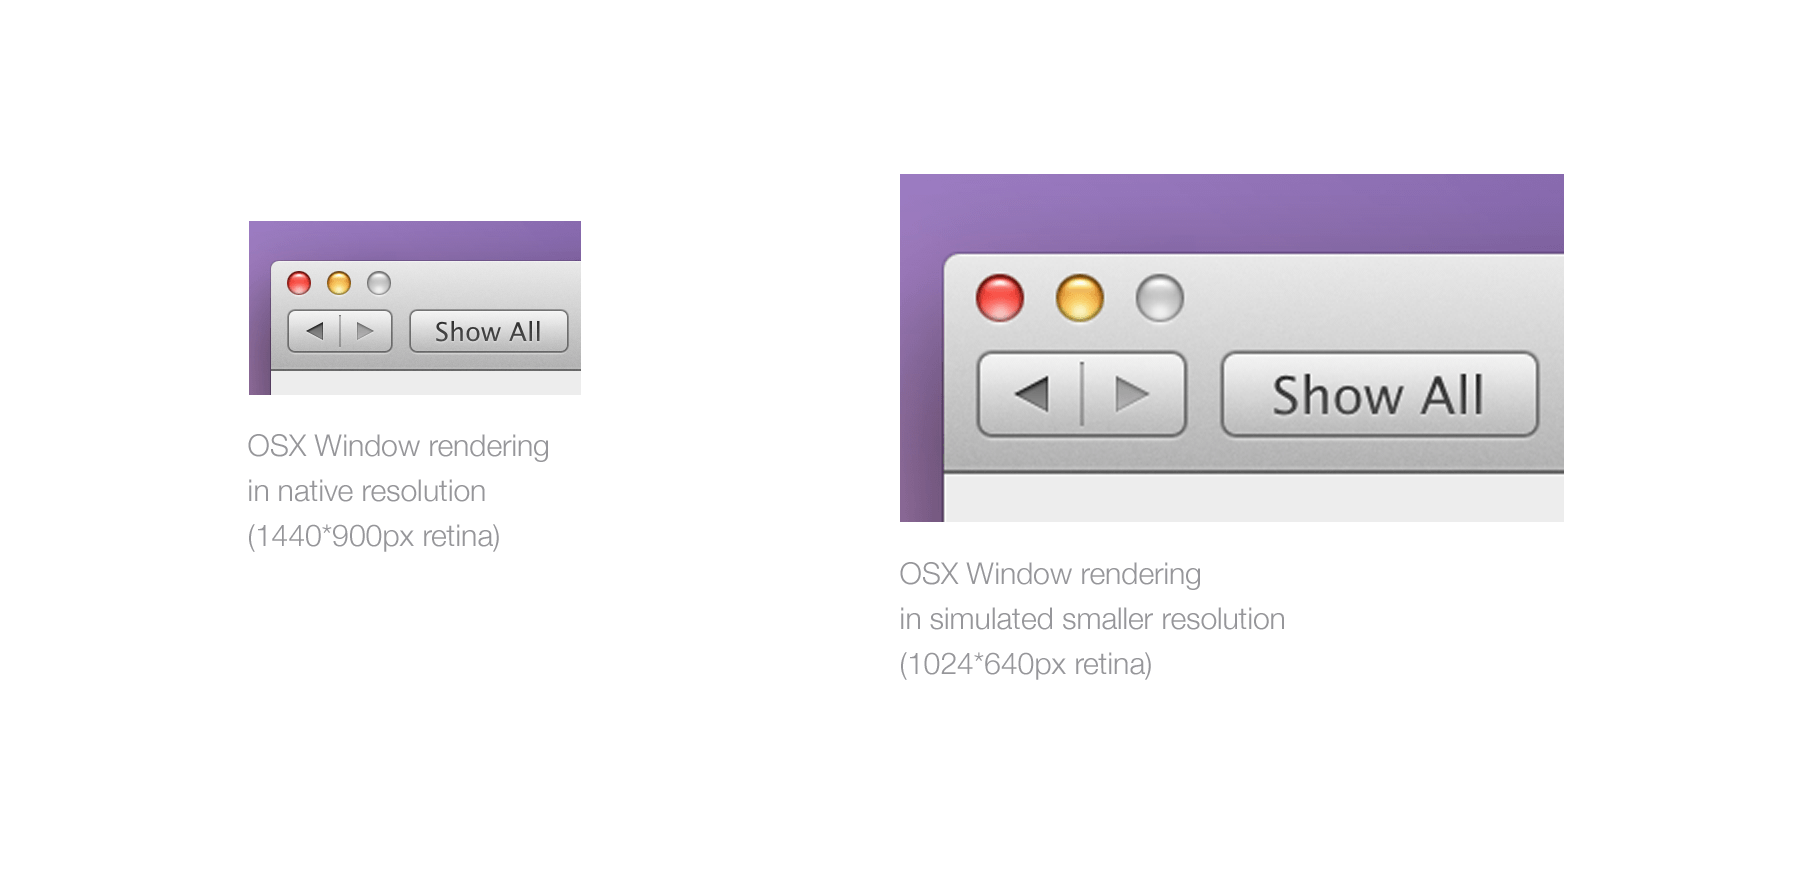 Show All
OSX Window rendering
in native resolution
(1440*900px retina)
Show All
OSX Window rendering
in simulated smaller resolution
(1024*640px retina)